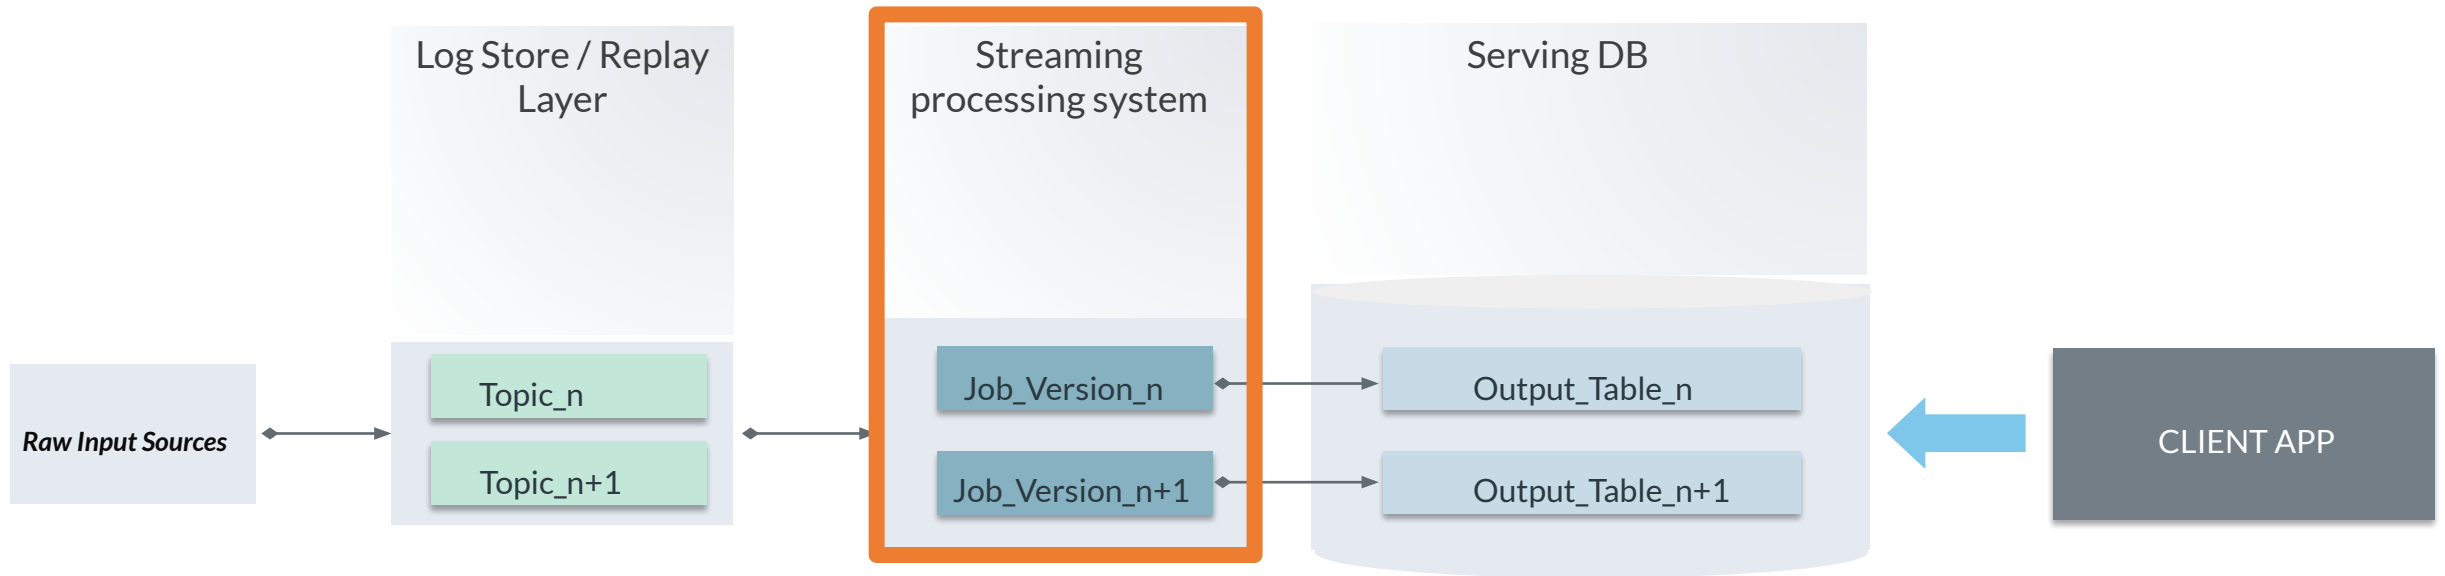 Log Store / Replay
Layer
Streaming
processing system
Serving DB
Raw Input Sources
Topic_n
Topic_n+1
Job_Version_n
Job_Version_n+1
Output_Table_n
Output_Table_n+1
CLIENT APP